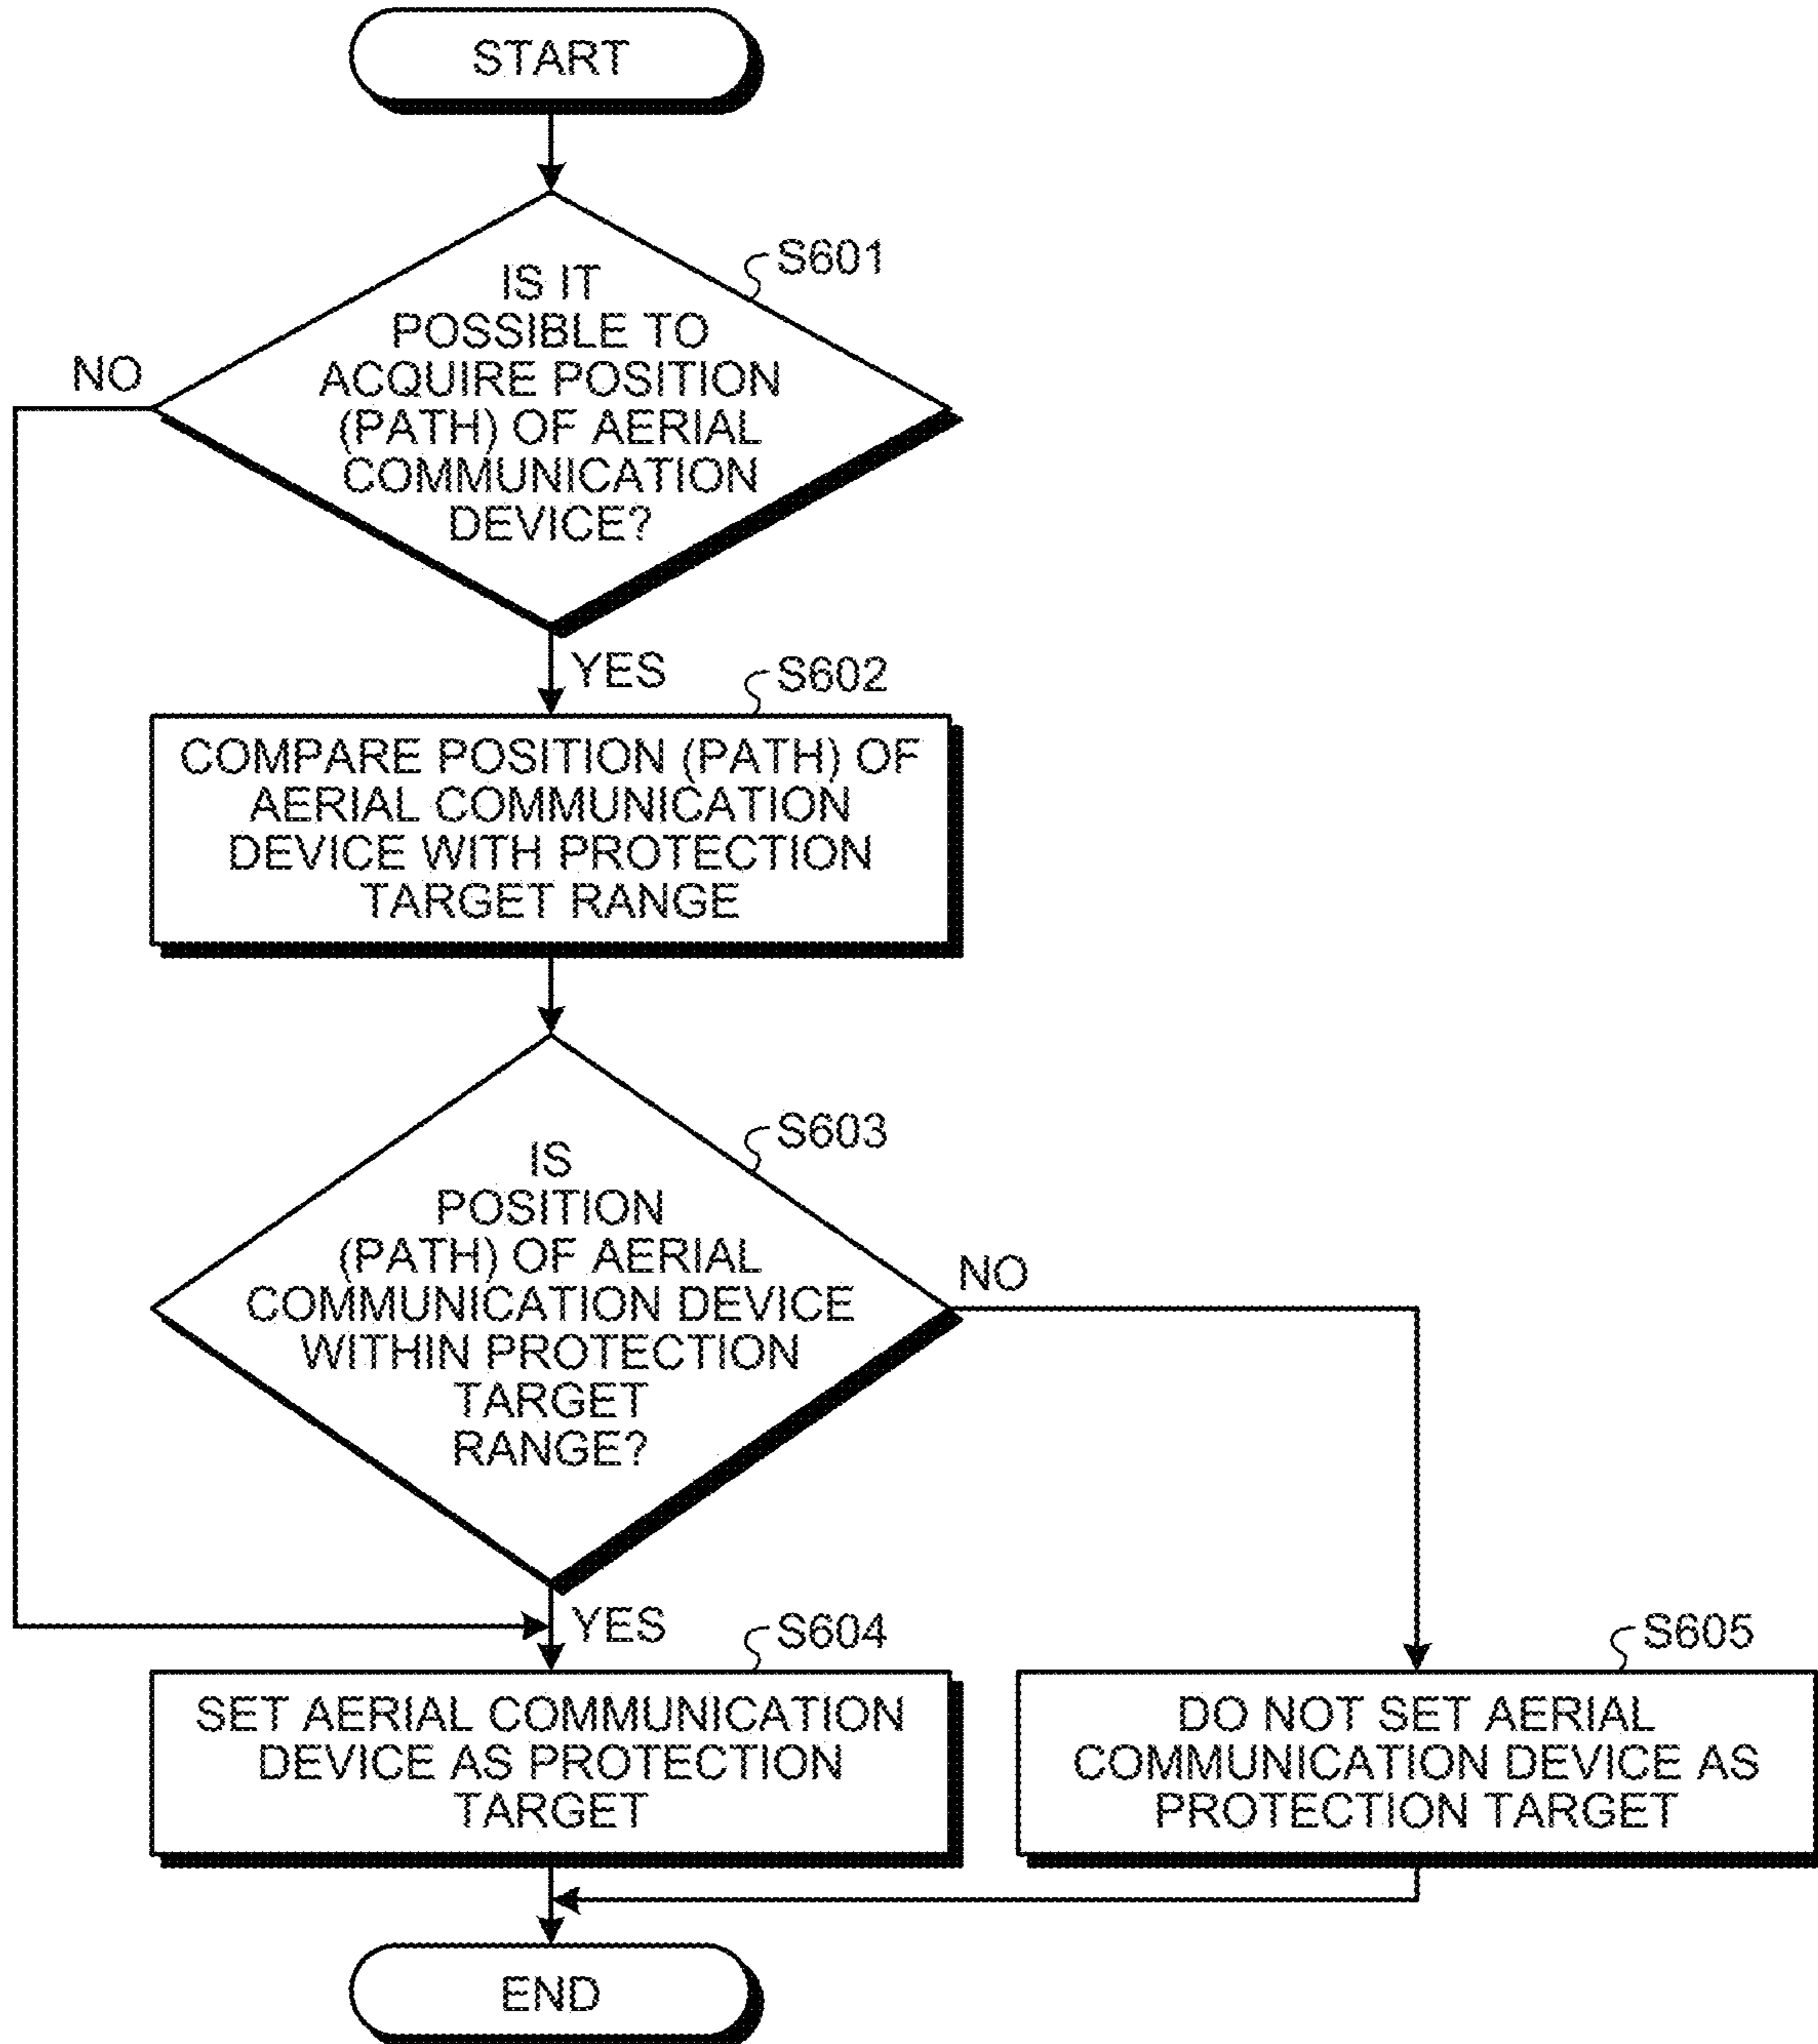 START
S601
IS IT
POSSIBLE TO
ACQUIRE POSITION
(PATH) OF AERIAL
COMMUNICATION
DEVICE?
NO
YES
S602
COMPARE POSITION (PATH) OF
AERIAL COMMUNICATION
DEVICE WITH PROTECTION
TARGET RANGE
S603
IS
POSITION
(PATH) OF AERIAL
COMMUNICATION DEVICE
WITHIN PROTECTION
TARGET
RANGE?
NO
YES
S604
SET AERIAL COMMUNICATION
DEVICE AS PROTECTION
TARGET
S605
DO NOT SET AERIAL
COMMUNICATION DEVICE AS
PROTECTION TARGET
END